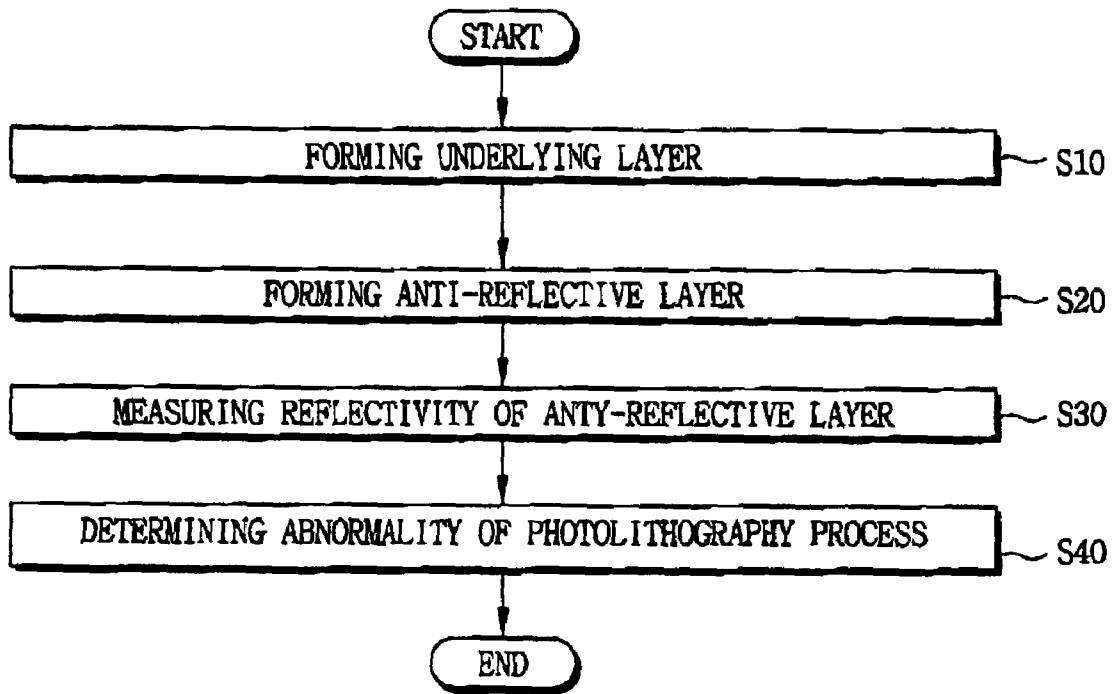 START
FORMING UNDERLYING LAYER
S10
FORMING ANTI-REFLECTIVE LAYER
S20
MEASURING REFLECTIVITY OF ANTY-REFLECTIVE LAYER
S30
DETERMINING ABNORMALITY OF PHOTOLITHOGRAPHY PROCESS
S40
END